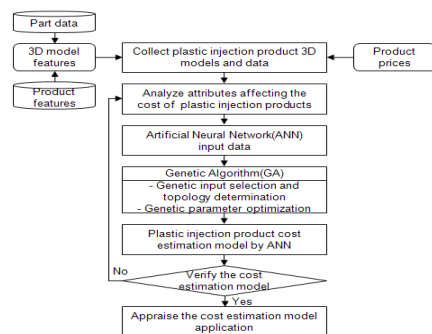 Part data
3D model
features
Product
features
Collect plastic injection product 3D
models and data
Product
prices
Analyze attributes affecting the
cost of plastic injection products
Artificial Neural Network(ANN)
input data
Genetic Algorithm(GA)
- Genetic input selection and
topology determination
- Genetic parameter optimization
Plastic injection product cost
estimation model by ANN
No
Verify the cost
estimation model
Yes
Appraise the cost estimation model
application